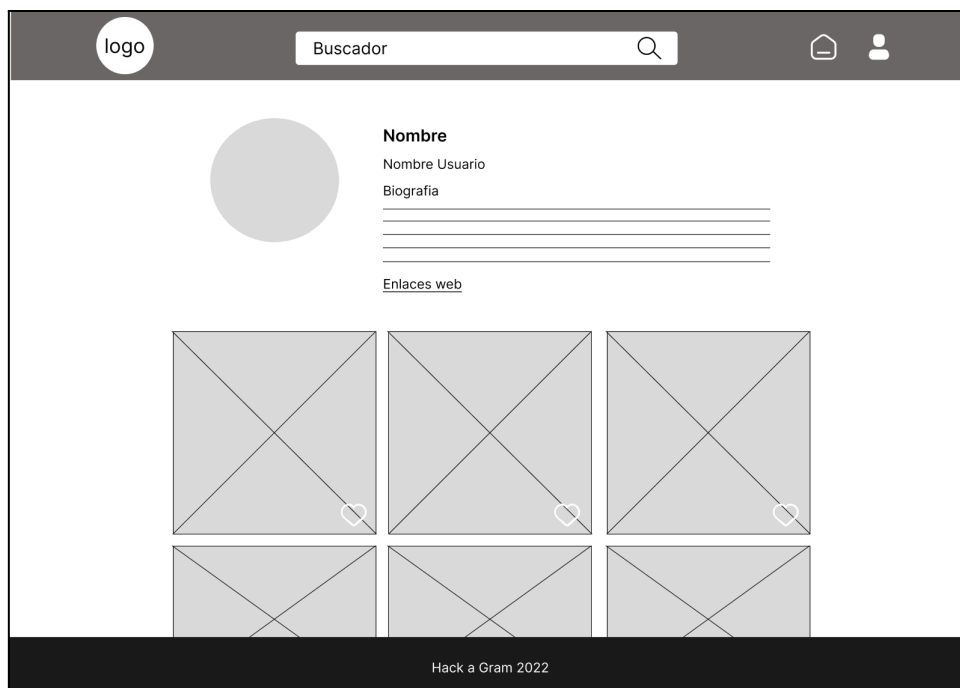 logo
Buscador
Nombre
Nombre Usuario
Biografia
Enlaces web
Hack a Gram 2022